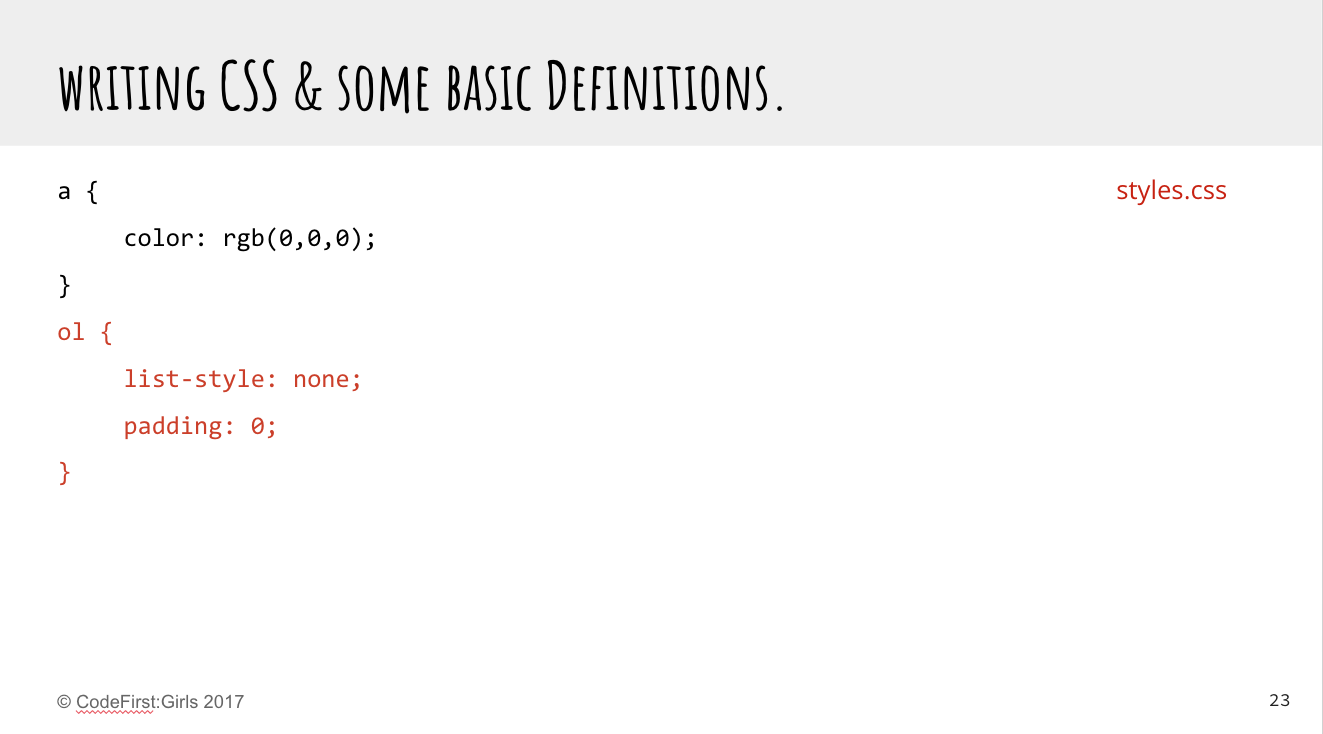 WRITING CSS & SOME BASIC DEFINITIONS.
styles.css
a {
color: rgb(0,0,0);
}
ol {
list-style: none;
padding: 0;
}
© CodeFirst:Girls 2017
23